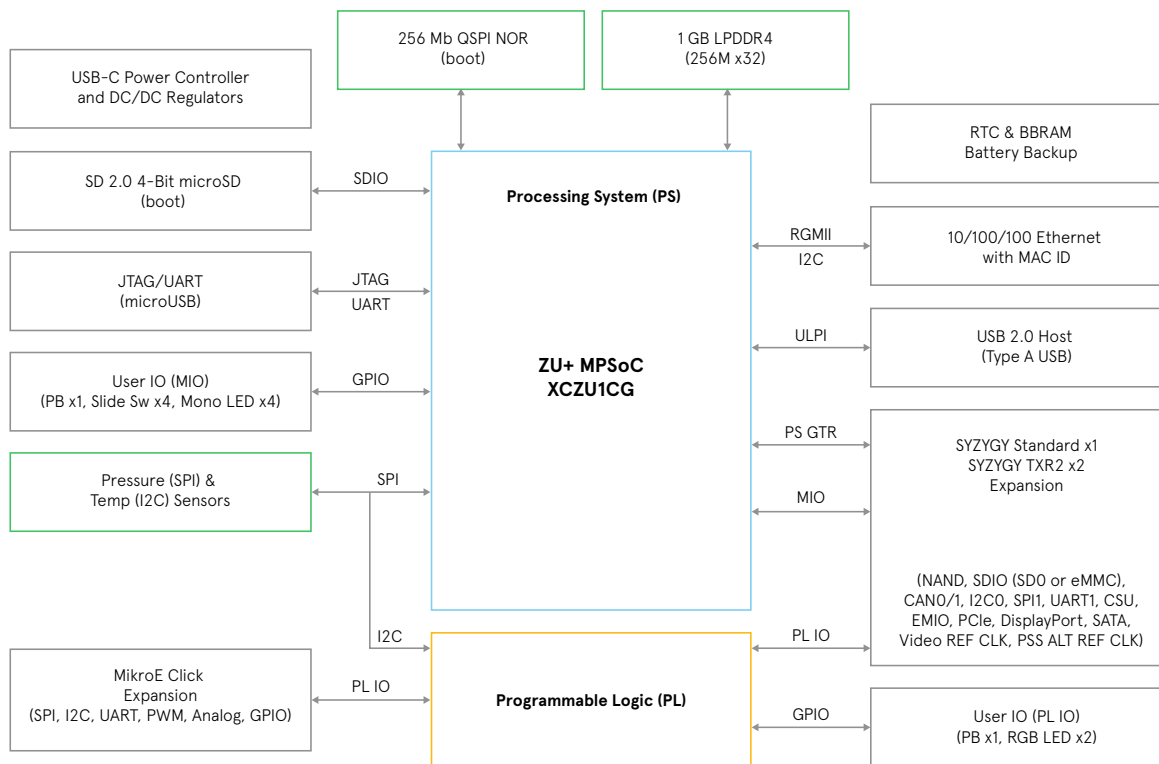 256 Mb QSPI NOR
(boot)
1 GB LPDDR4
(256M x32)
USB-C Power Controller
and DC/DC Regulators
RTC & BBRAM
Battery Backup
SD 2.0 4-Bit microSD
(boot)
SDIO
Processing System (PS)
RGMII
I2C
10/100/100 Ethernet
with MAC ID
JTAG/UART
(microUSB)
JTAG
UART
ULPI
USB 2.0 Host
(Type A USB)
User IO (MIO)
(PB x1, Slide Sw x4, Mono LED x4)
GPIO
ZU+ MPSoC
XCZU1CG
PS GTR
MIO
SYZYGY Standard x1
SYZYGY TXR2 x2
Expansion
Pressure (SPI) &
Temp (I2C) Sensors
SPI
(NAND, SDIO (SD0 or eMMC),
CAN0/1, I2C0, SPI1, UART1, CSU,
EMIO, PCIe, DisplayPort, SATA,
Video REF CLK, PSS ALT REF CLK)
I2C
PL IO
MikroE Click
Expansion
(SPI, I2C, UART, PWM, Analog, GPIO)
PL IO
Programmable Logic (PL)
GPIO
User IO (PL IO)
(PB x1, RGB LED x2)